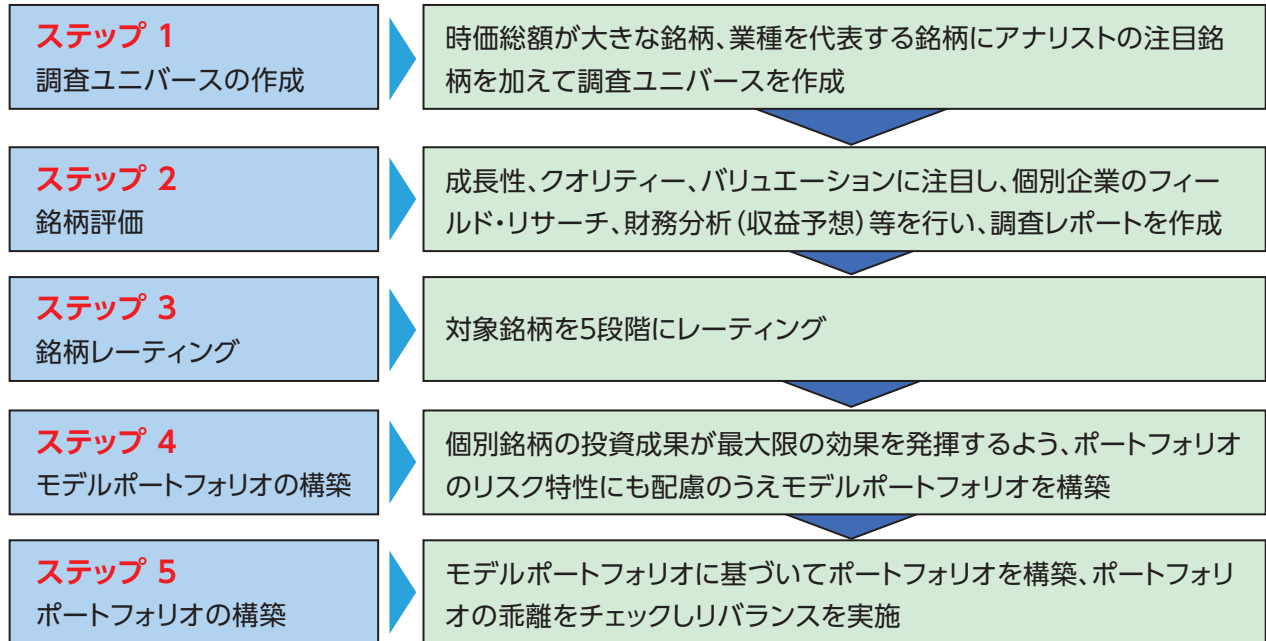 ステップ 1
調査ユニバースの作成
時価総額が大きな銘柄、業種を代表する銘柄にアナリストの注目銘
柄を加えて調査ユニバースを作成
ステップ 2
銘柄評価
成長性、クオリティー、バリュエーションに注目し、個別企業のフィー
ルド・リサーチ、財務分析(収益予想)等を行い、調査レポートを作成
ステップ 3
銘柄レーティング
対象銘柄を5段階にレーティング
ステップ 4
モデルポートフォリオの構築
個別銘柄の投資成果が最大限の効果を発揮するよう、ポートフォリオ
のリスク特性にも配慮のうえモデルポートフォリオを構築
ステップ 5
ポートフォリオの構築
モデルポートフォリオに基づいてポートフォリオを構築、ポートフォリ
オの乖離をチェックしリバランスを実施